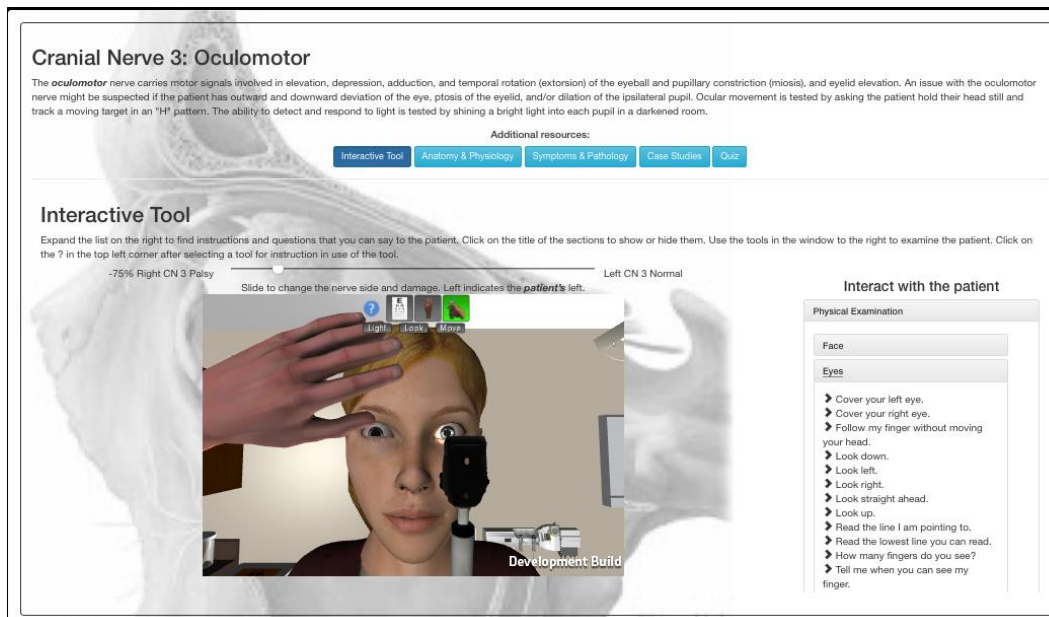 Cranial Nerve 3: Oculomotor
The oculomotor nerve carries motor signals involved in elevation, depression, adduction, and temporal rotation (extorsion) of the eyeball and pupillary constriction (miosis), and eyelid elevation. An issue with the oculomotor
nerve might be suspected if the patient has outward and downward deviation of the eye, ptosis of the eyelid, and/or dilation of the ipsilateral pupil. Ocular movement is tested by asking the patient hold their head still and
track a moving target in an "H" pattern. The ability to detect and respond to light is tested by shining a bright light into each pupil in a darkened room.
Additional resources:
Interactive Tool Anatomy & Physiology Symptoms & Pathology Case Studies Quiz
Interactive Tool
Expand the list on the right to find instructions and questions that you can say to the patient. Click on the title of the sections to show or hide them. Use the tools in the window to the right to examine the patient. Click on
the ? in the top left corner after selecting a tool for instruction in use of the tool.
-75% Right CN 3 Palsy Left CN 3 Normal
Slide to change the nerve side and damage. Left indicates the patient's left.
? E
Light Look Move
Development Build
Interact with the patient
Physical Examination
Face
Eyes
Cover your left eye.
Cover your right eye.
Follow my finger without moving
your head.
Look down.
Look left.
Look right.
Look straight ahead.
Look up.
Read the line I am pointing to.
Read the lowest line you can read.
How many fingers do you see?
Tell me when you can see my
finger.